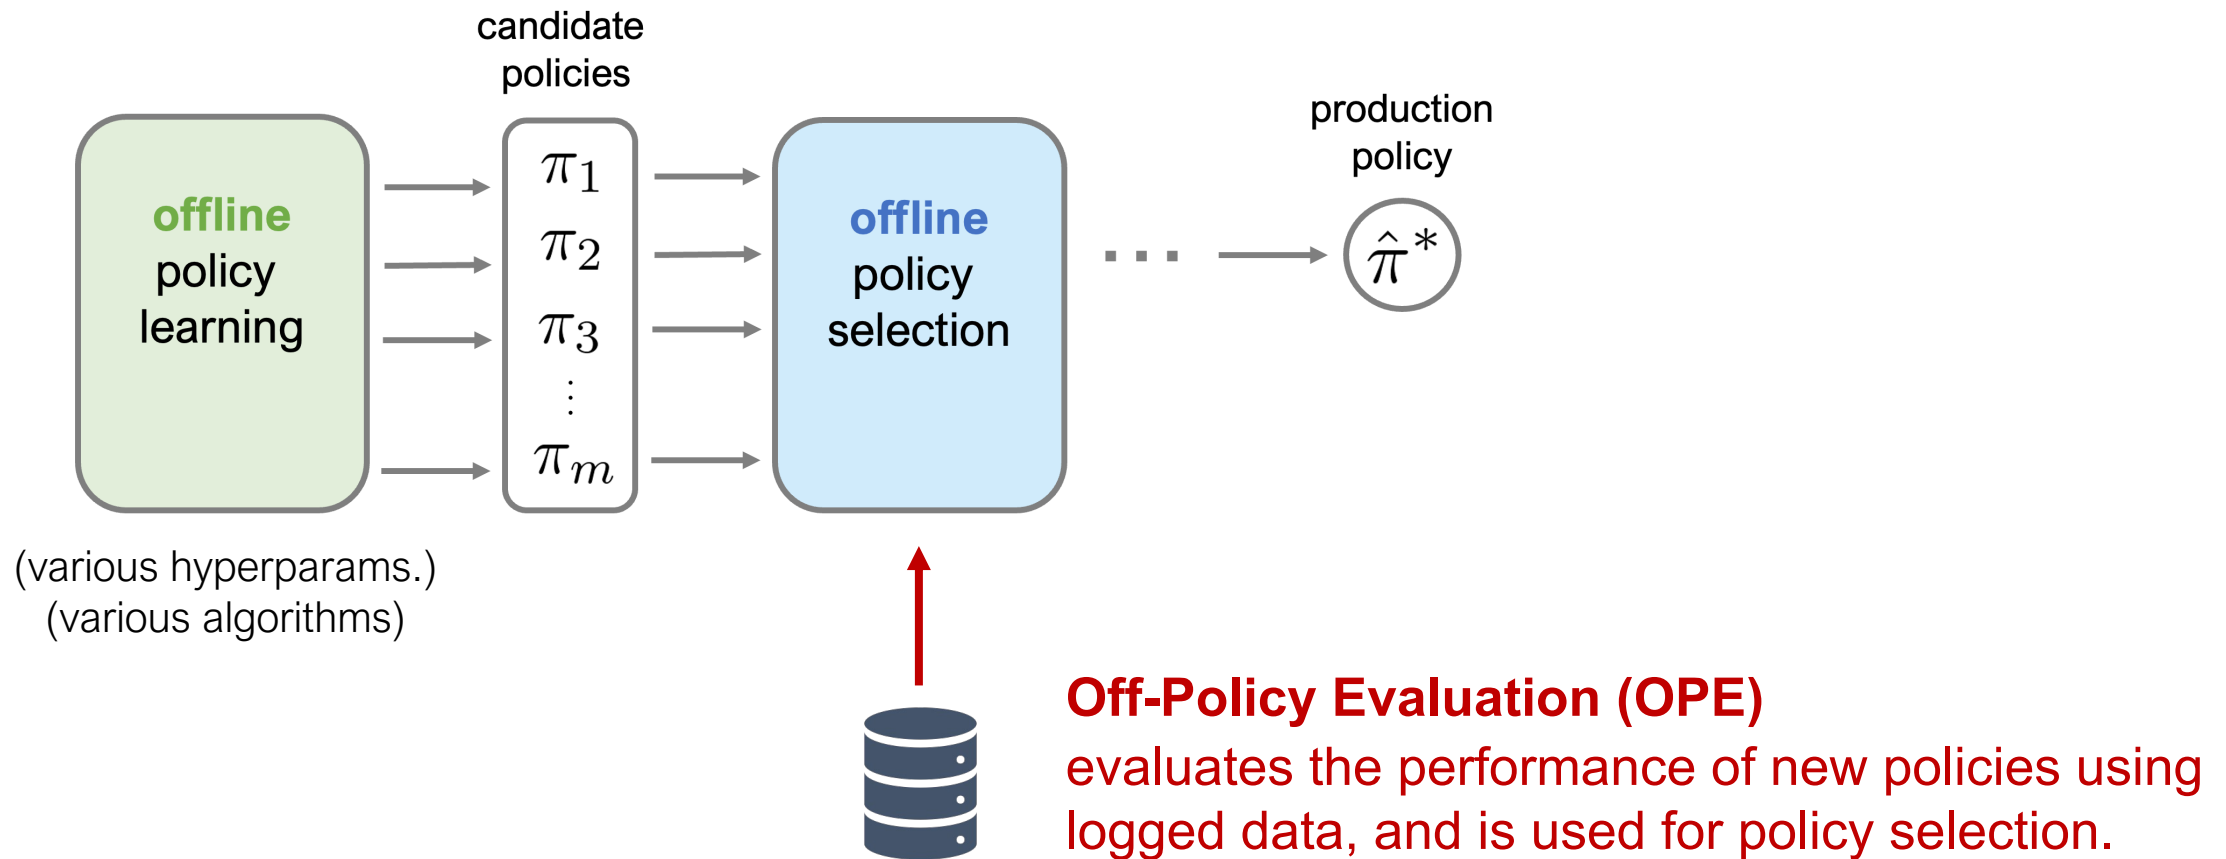 candidate
policies
production
policy
offline
policy
learning
π₁
π₂
π₃
⋮
πₘ
offline
policy
selection
...
π̂*
(various hyperparams.)
(various algorithms)
Off-Policy Evaluation (OPE)
evaluates the performance of new policies using
logged data, and is used for policy selection.